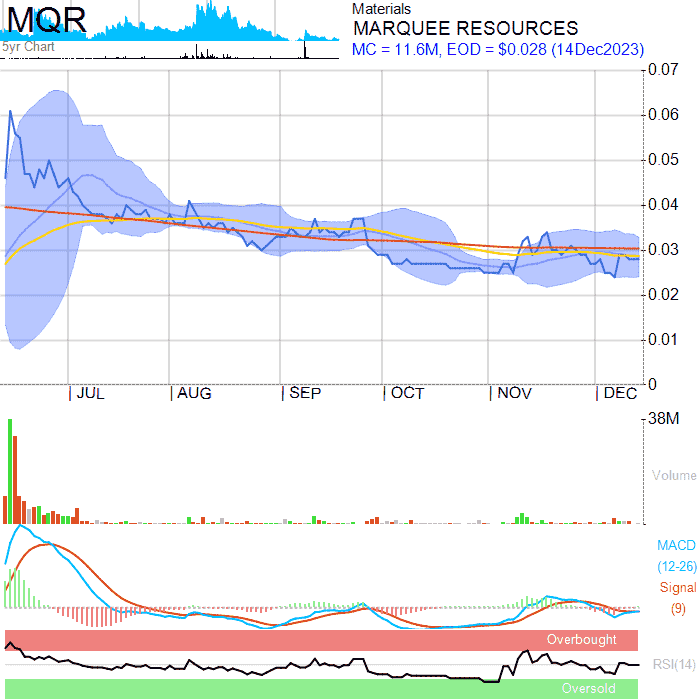 MQR
5yr Chart
Materials
MARQUEE RESOURCES
MC = 11.6M, EOD = $0.028 (14Dec2023)
0.07
0.06
0.05
0.04
0.03
0.02
0.01
0
JUL AUG SEP OCT NOV DEC
38M
Volume
MACD
(12-26)
Signal
(9)
Overbought
RSI(14)
Oversold